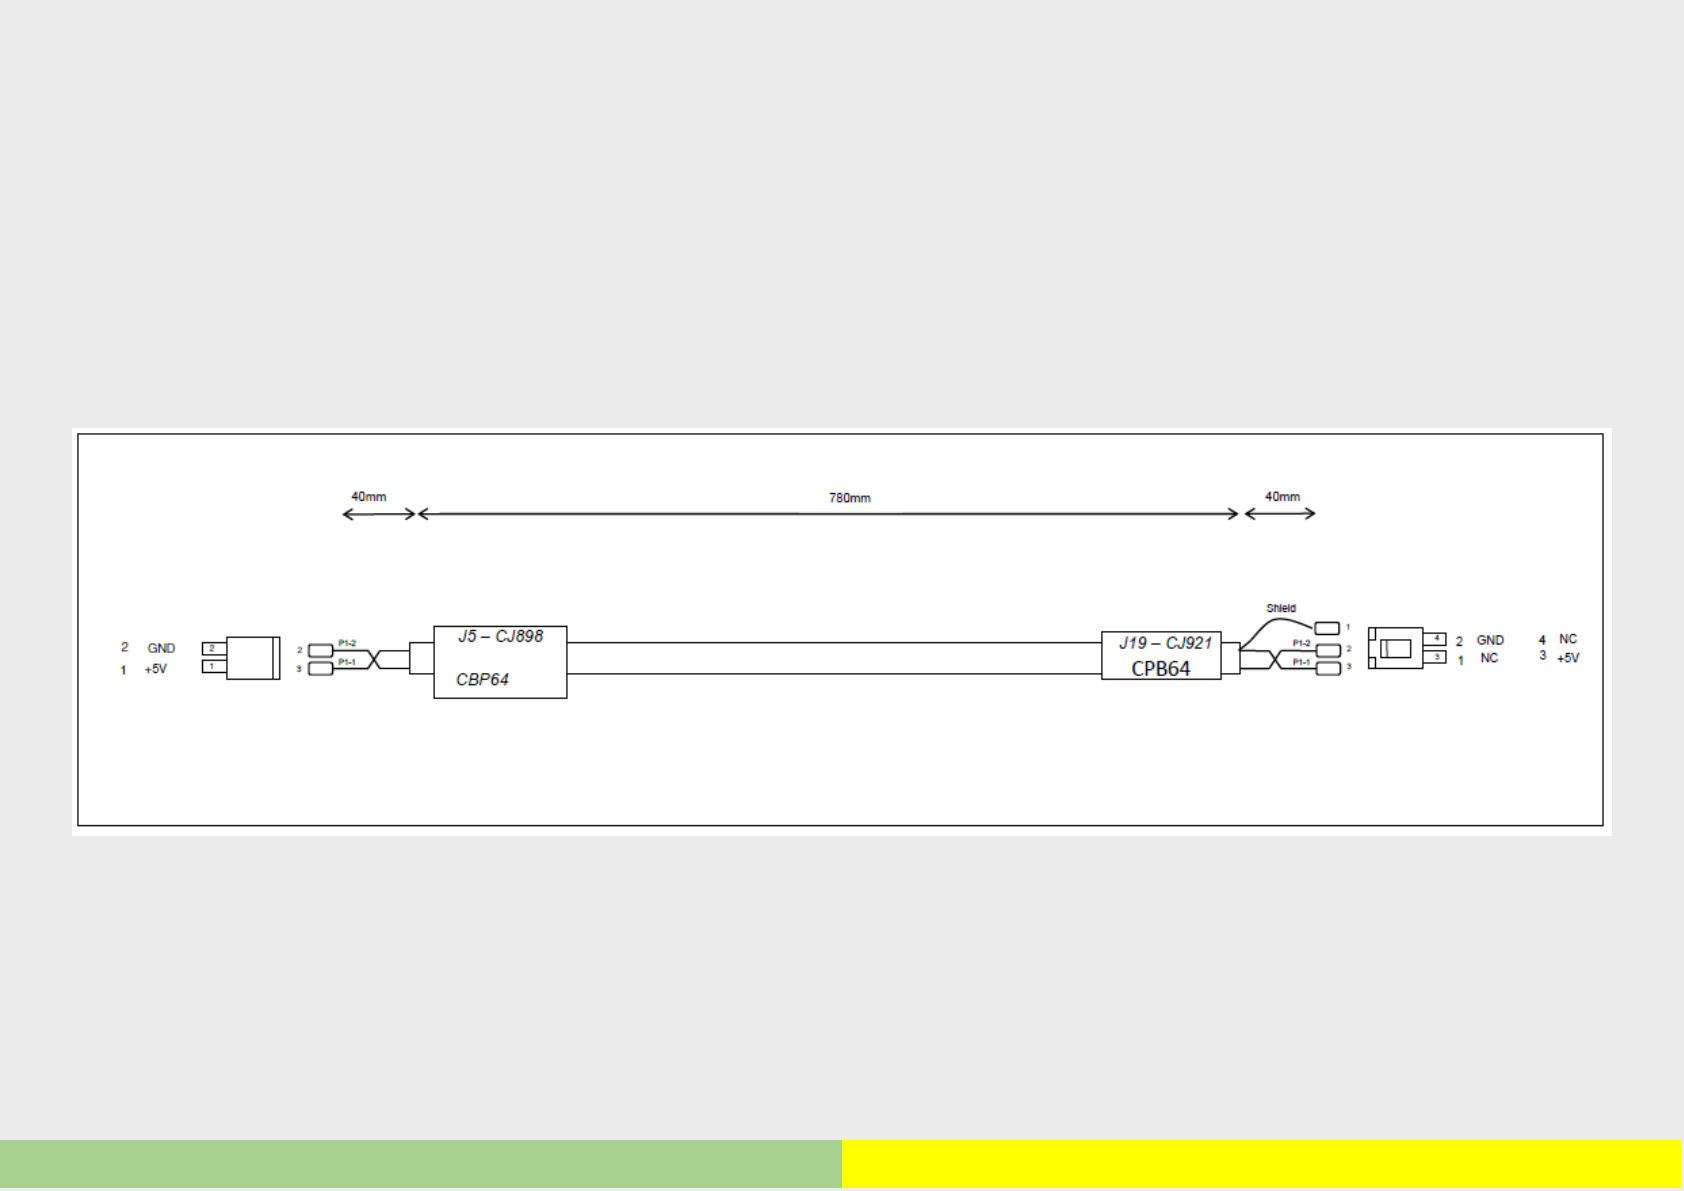 40mm
780mm
40mm
Shield
1
2 GND
2
2
P1-2
J5 – CJ898
J19 – CJ921
P1-2
2
4
2 GND
4 NC
1 +5V
1
3
P1-1
CBP64
CPB64
P1-1
3
3
1 NC
3 +5V